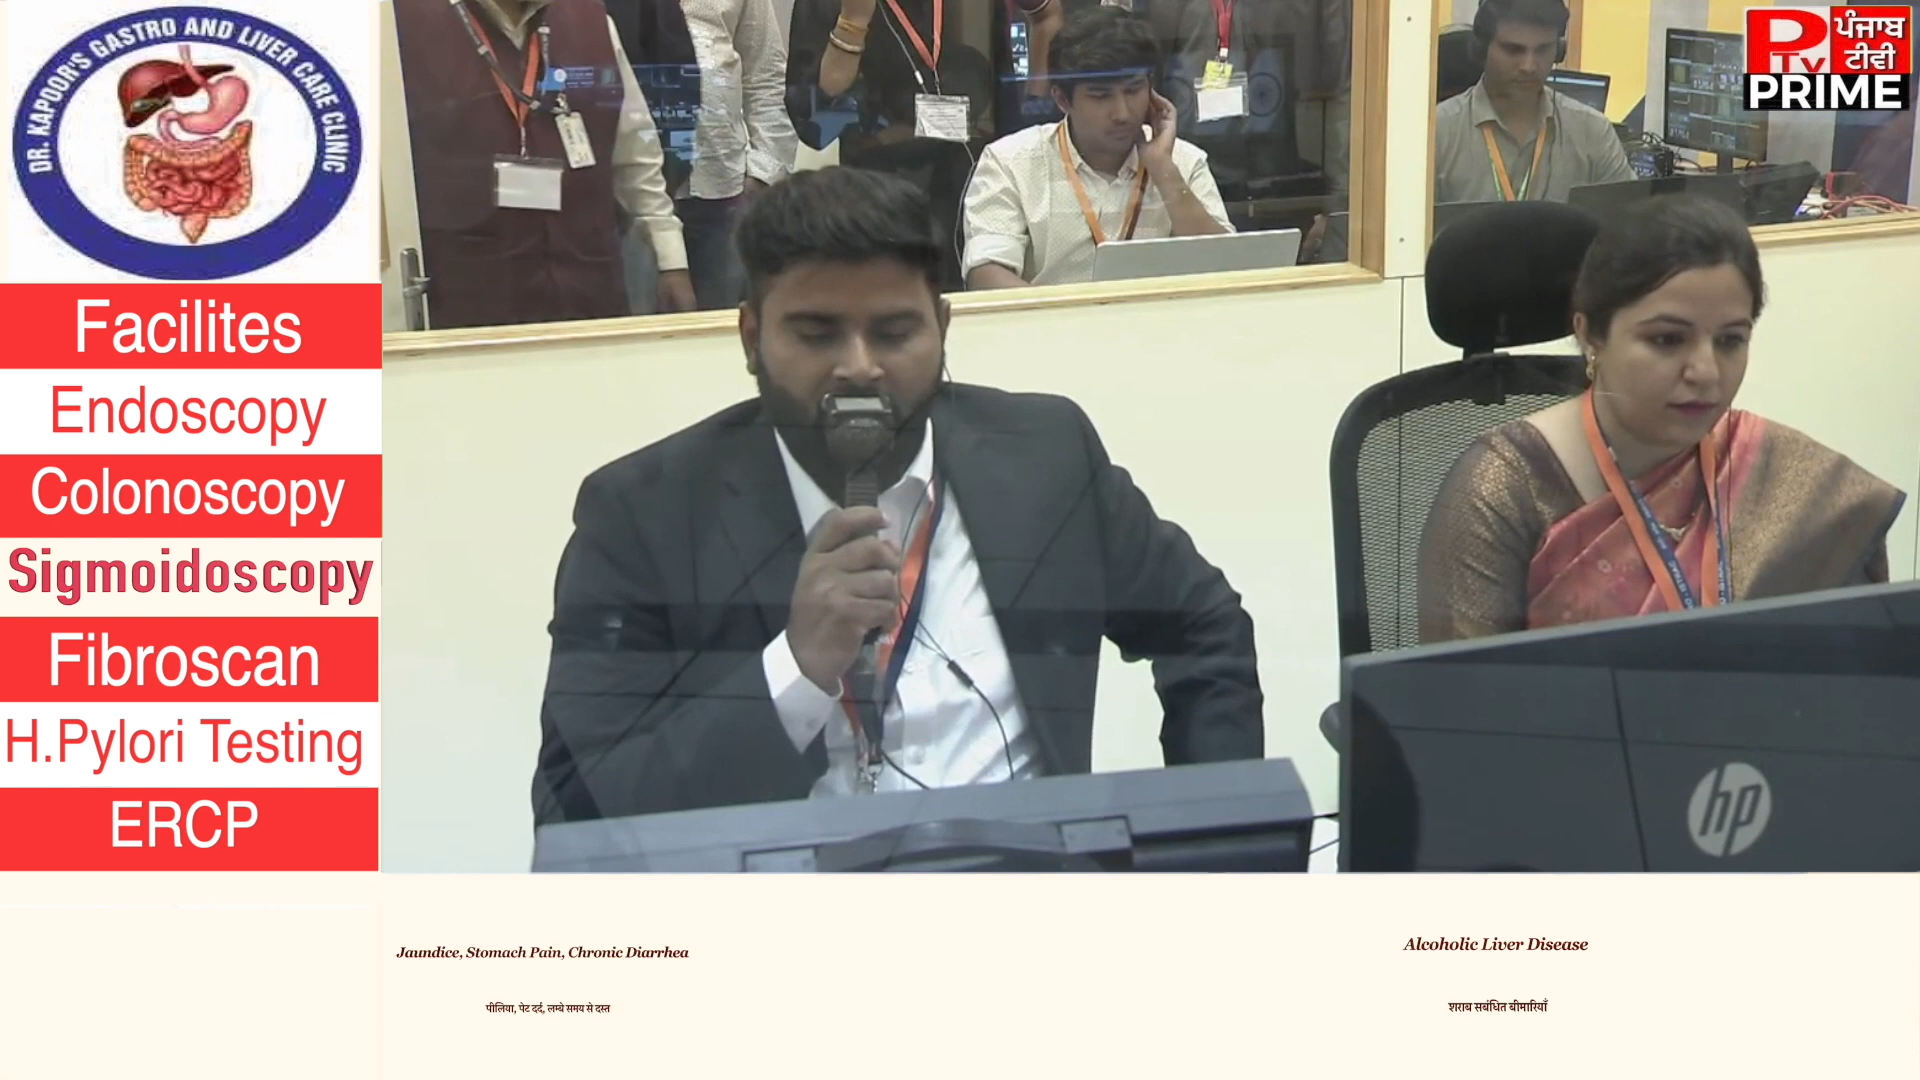 DR. KAPOOR'S GASTRO AND LIVER CARE CLINIC
Facilites
Endoscopy
Colonoscopy
Sigmoidoscopy
Fibroscan
H.Pylori Testing
ERCP
PTv ਪੰਜਾਬ
ਟੀਵੀ
PRIME
hp
Jaundice, Stomach Pain, Chronic Diarrhea
पीलिया, पेट दर्द, लम्बे समय से दस्त
Alcoholic Liver Disease
शराब सबंधित बीमारियाँ